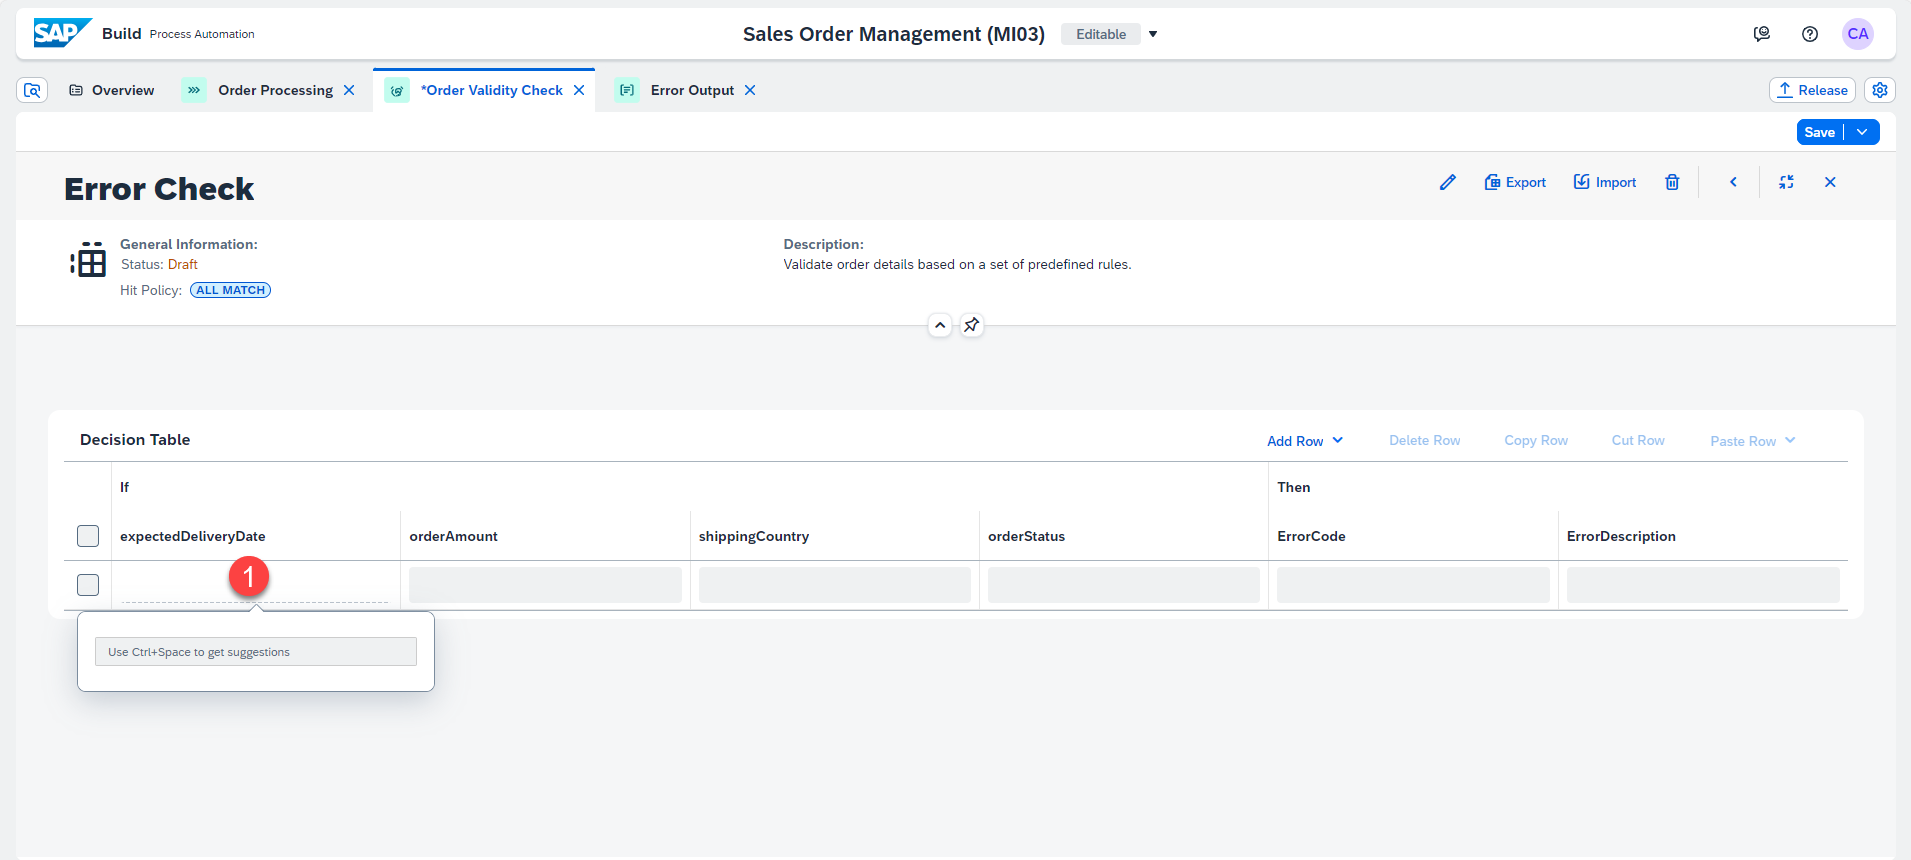 SAP Build Process Automation
Sales Order Management (MI03) Editable
CA
Overview Order Processing *Order Validity Check Error Output
Release
Save
Error Check
Export Import
General Information:
Status: Draft
Hit Policy: ALL MATCH
Description:
Validate order details based on a set of predefined rules.
Decision Table
Add Row Delete Row Copy Row Cut Row Paste Row
If Then
expectedDeliveryDate orderAmount shippingCountry orderStatus ErrorCode ErrorDescription
1
Use Ctrl+Space to get suggestions